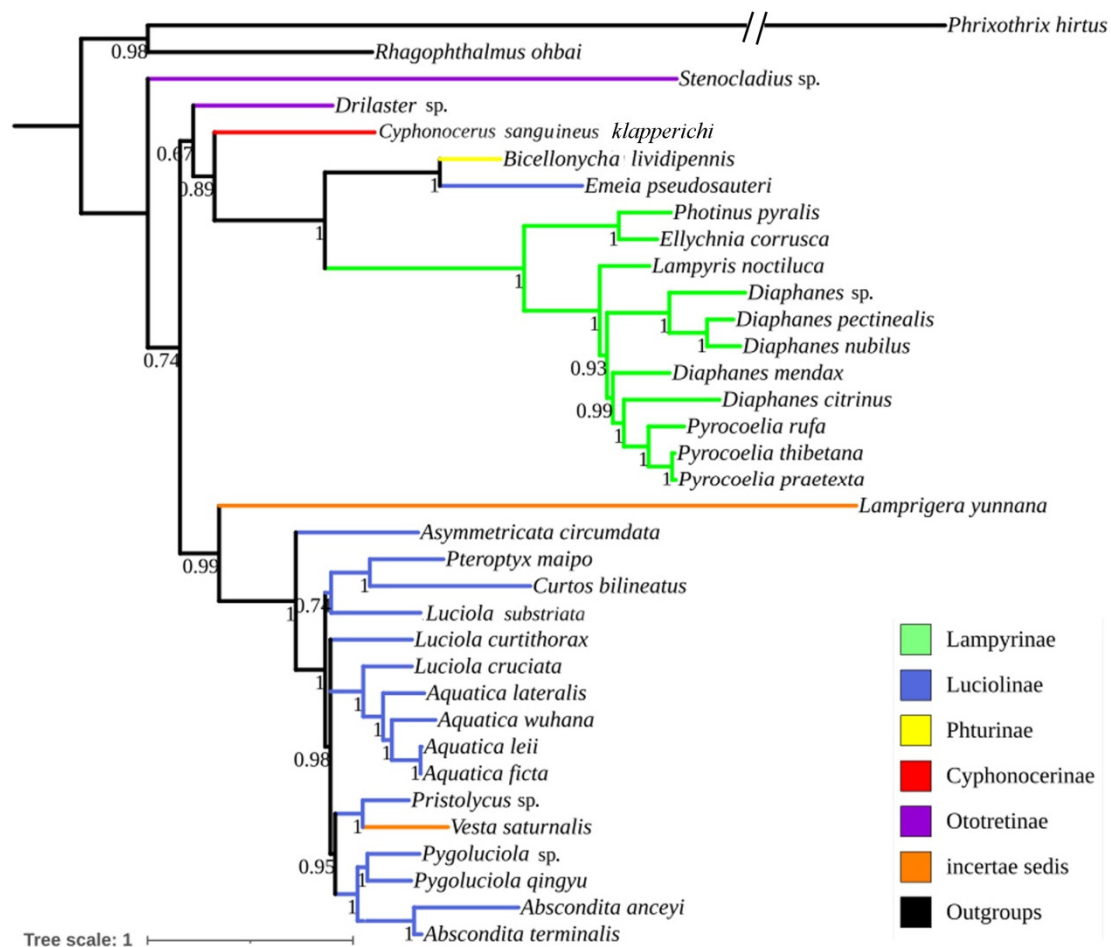 Phrixothrix hirtus
0.98
Rhagophthalmus ohbai
Stenocladius sp.
Drilaster sp.
Cyphonocerus sanguineus klapperichi
0.67
Bicellonycha lividipennis
0.89
1
Emeia pseudosauteri
Photinus pyralis
1
1
Ellychnia corrusca
Lampyris noctiluca
1
Diaphanes sp.
1
1
Diaphanes pectinealis
0.74
1
Diaphanes nubilus
0.93
Diaphanes mendax
Diaphanes citrinus
0.99
Pyrocoelia rufa
1
Pyrocoelia thibetana
1
Pyrocoelia praetexta
1
Lamprigera yunnana
Asymmetricata circumdata
Pteroptyx maipo
0.99
1
Curtos bilineatus
1
0.74
Luciola substriata
Luciola curtithorax
Lampyrinae
Luciola cruciata
1
Luciolinae
Aquatica lateralis
1
Aquatica wuhana
1
Phturinae
Aquatica leii
1
0.98
1
Aquatica ficta
Cyphonocerinae
Pristolycus sp.
1
Vesta saturnalis
Ototretinae
Pygoluciola sp.
0.95
1
Pygoluciola qingyu
incertae sedis
1
Abscondita anceyi
Outgroups
1
Abscondita terminalis
Tree scale: 1